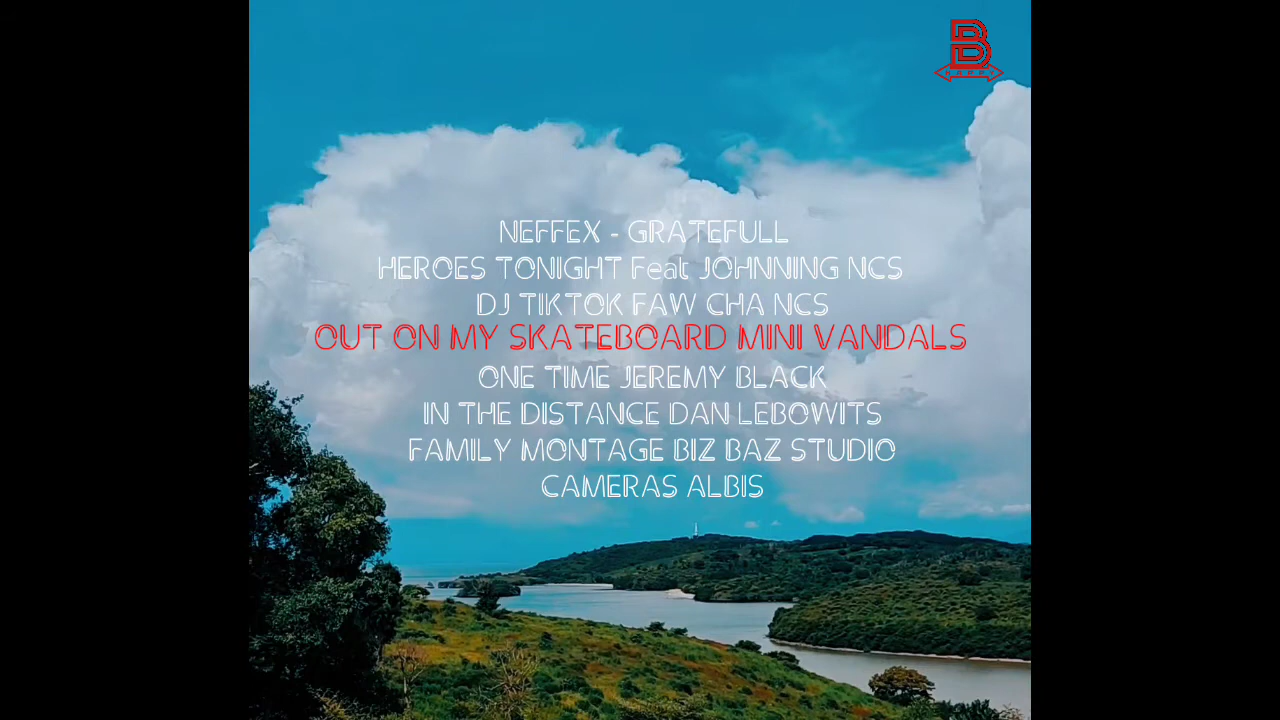 B
HAPPY
NEFFEX - GRATEFULL
HEROES TONIGHT Feat JOHNNING NCS
DJ TIKTOK FAW CHA NCS
OUT ON MY SKATEBOARD MINI VANDALS
ONE TIME JEREMY BLACK
IN THE DISTANCE DAN LEBOWITS
FAMILY MONTAGE BIZ BAZ STUDIO
CAMERAS ALBIS